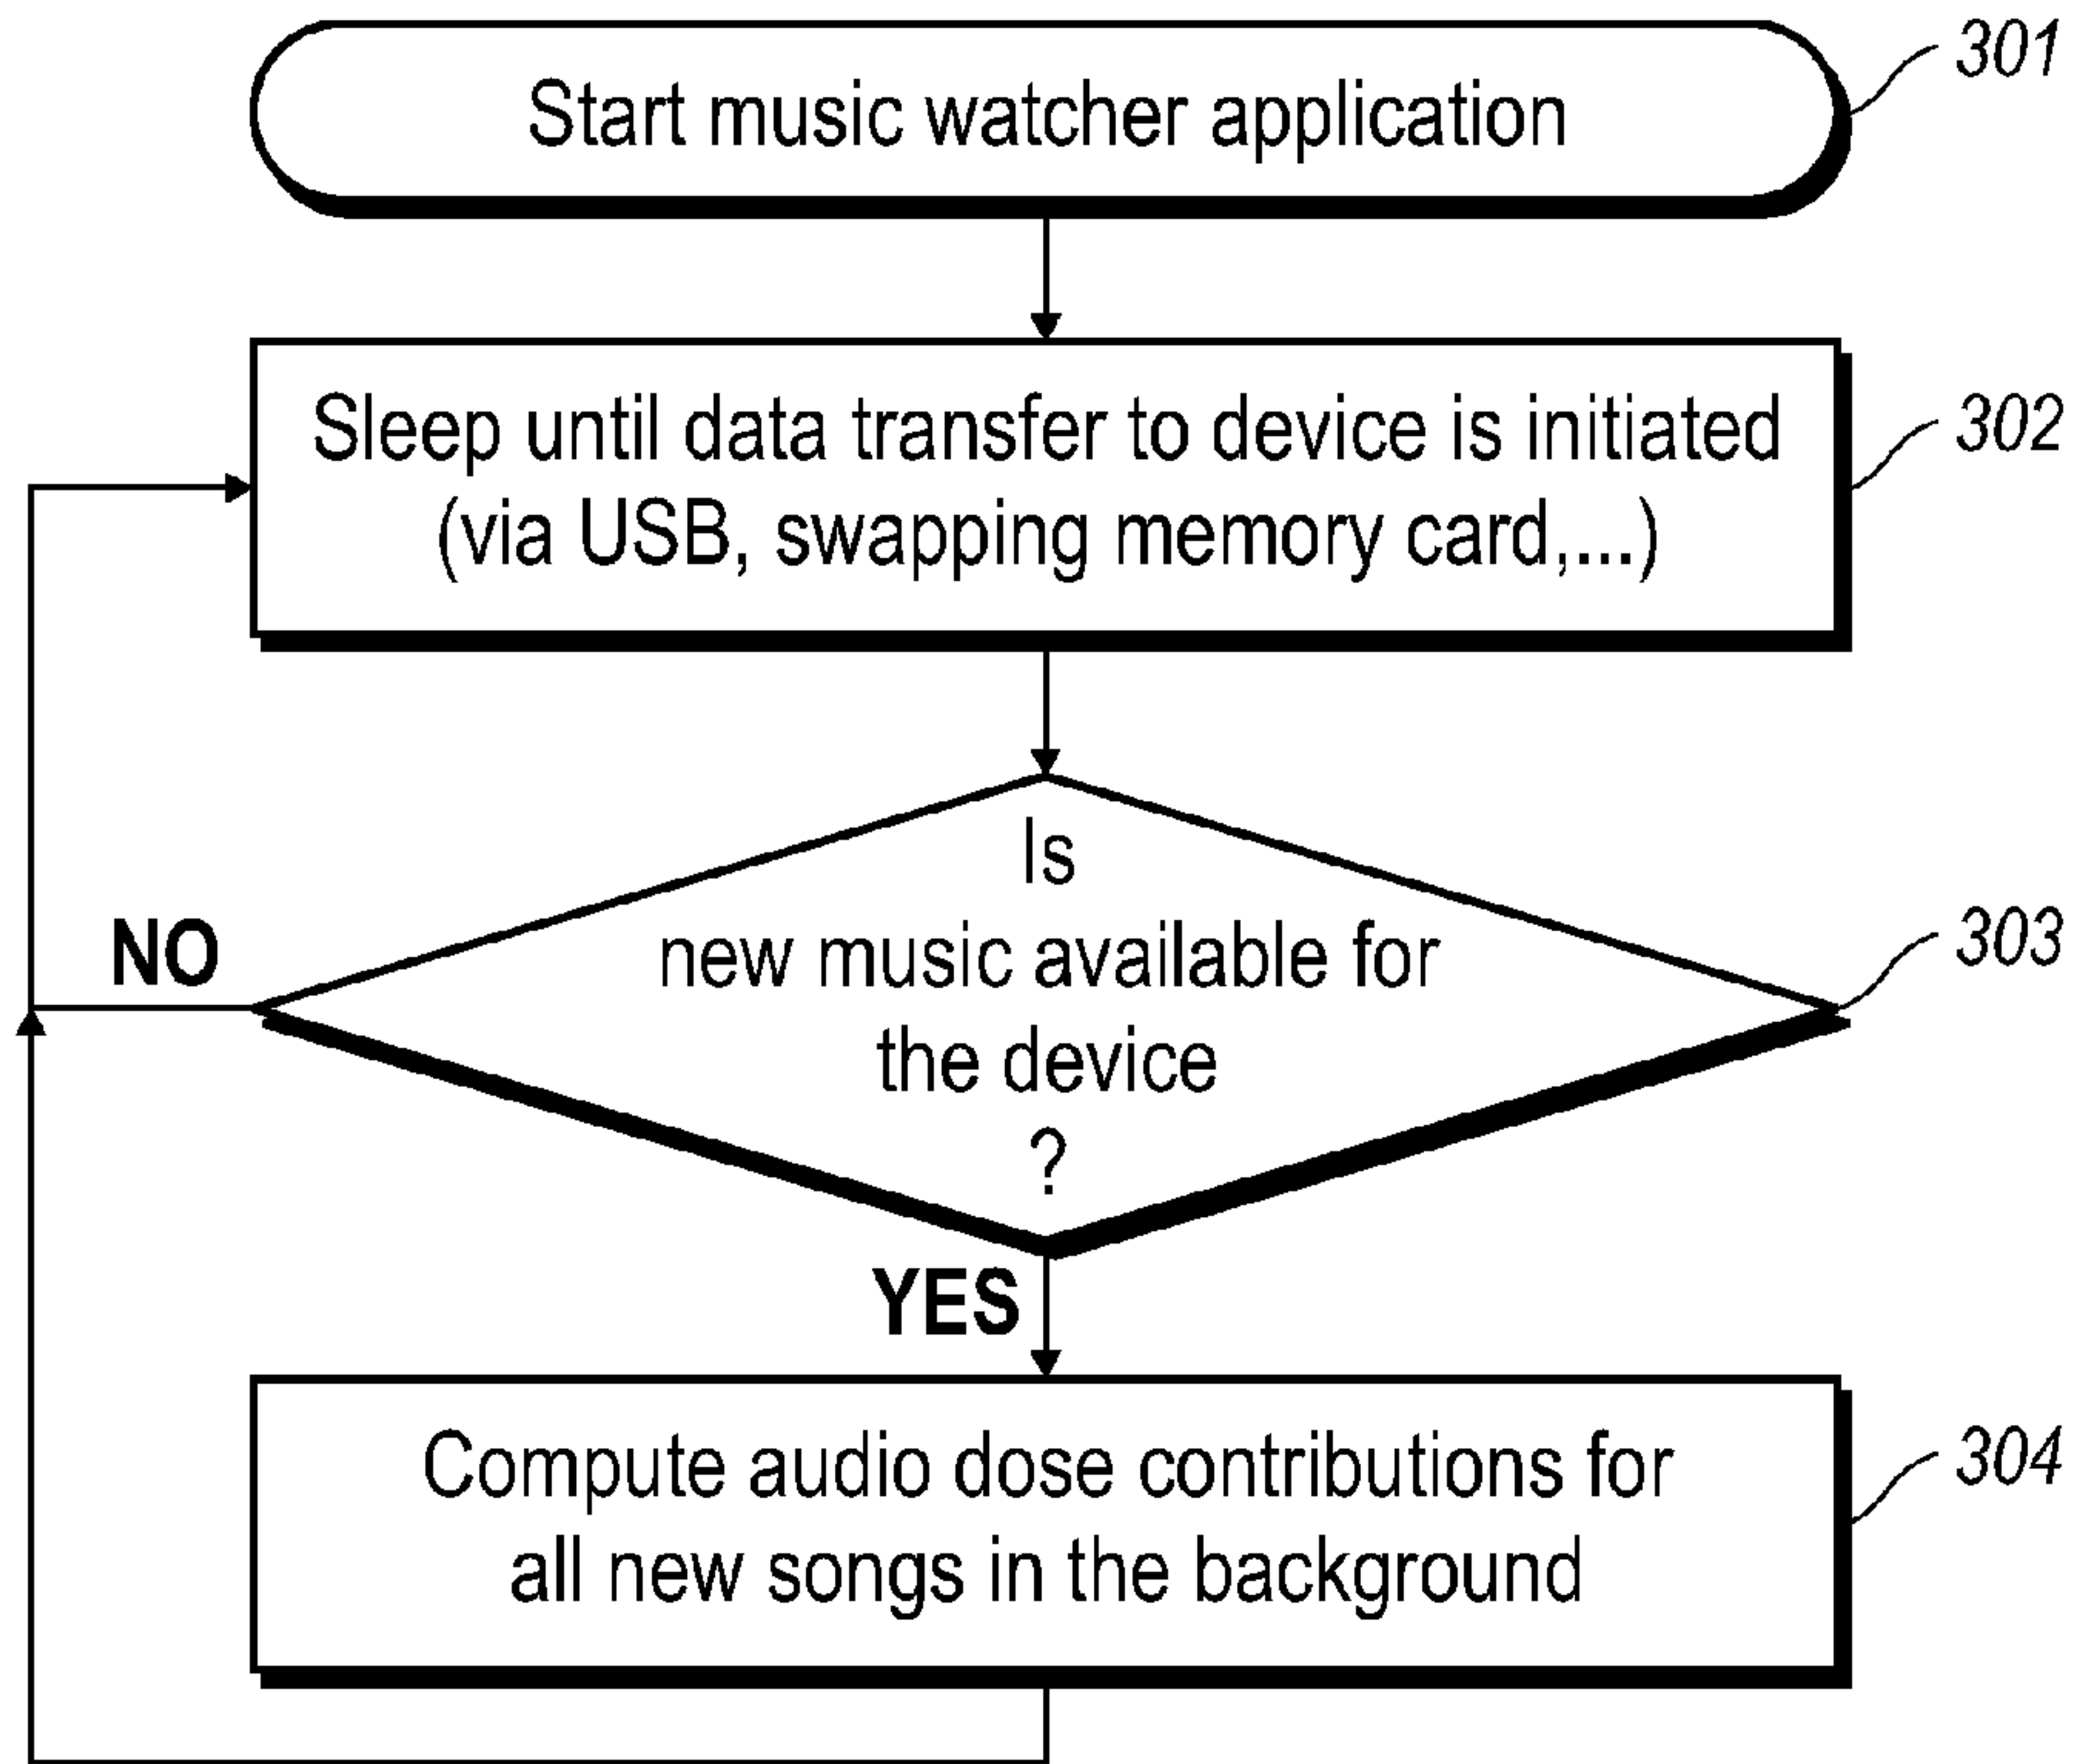 Start music watcher application
301
Sleep until data transfer to device is initiated
(via USB, swapping memory card,...)
302
Is
new music available for
the device
?
303
NO
YES
Compute audio dose contributions for
all new songs in the background
304